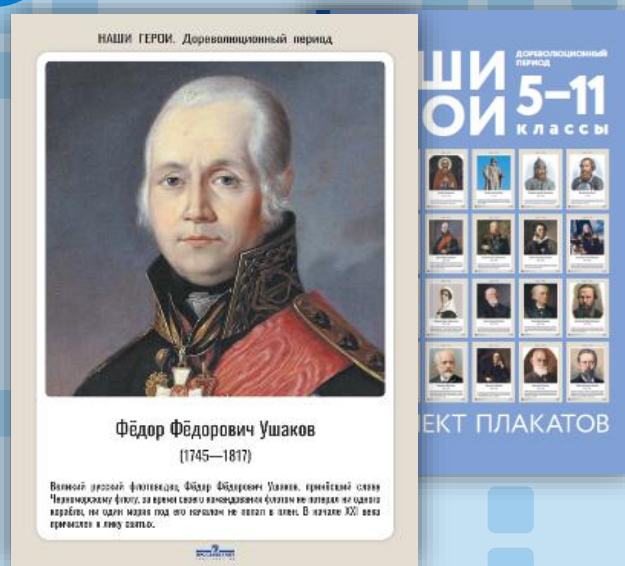 НАШИ ГЕРОИ. Дореволюционный период
Фёдор Фёдорович Ушаков
(1745—1817)
Великий русский флотоводец Фёдор Фёдорович Ушаков, принёсший славу
Черноморскому флоту, за время своего командования флотом не потерял ни одного
корабля, ни один моряк под его началом не попал в плен. В начале XXI века
причислен к лику святых.
ШИ
ОИ
ДОРЕВОЛЮЦИОННЫЙ
ПЕРИОД
5–11
классы
ЕКТ ПЛАКАТОВ